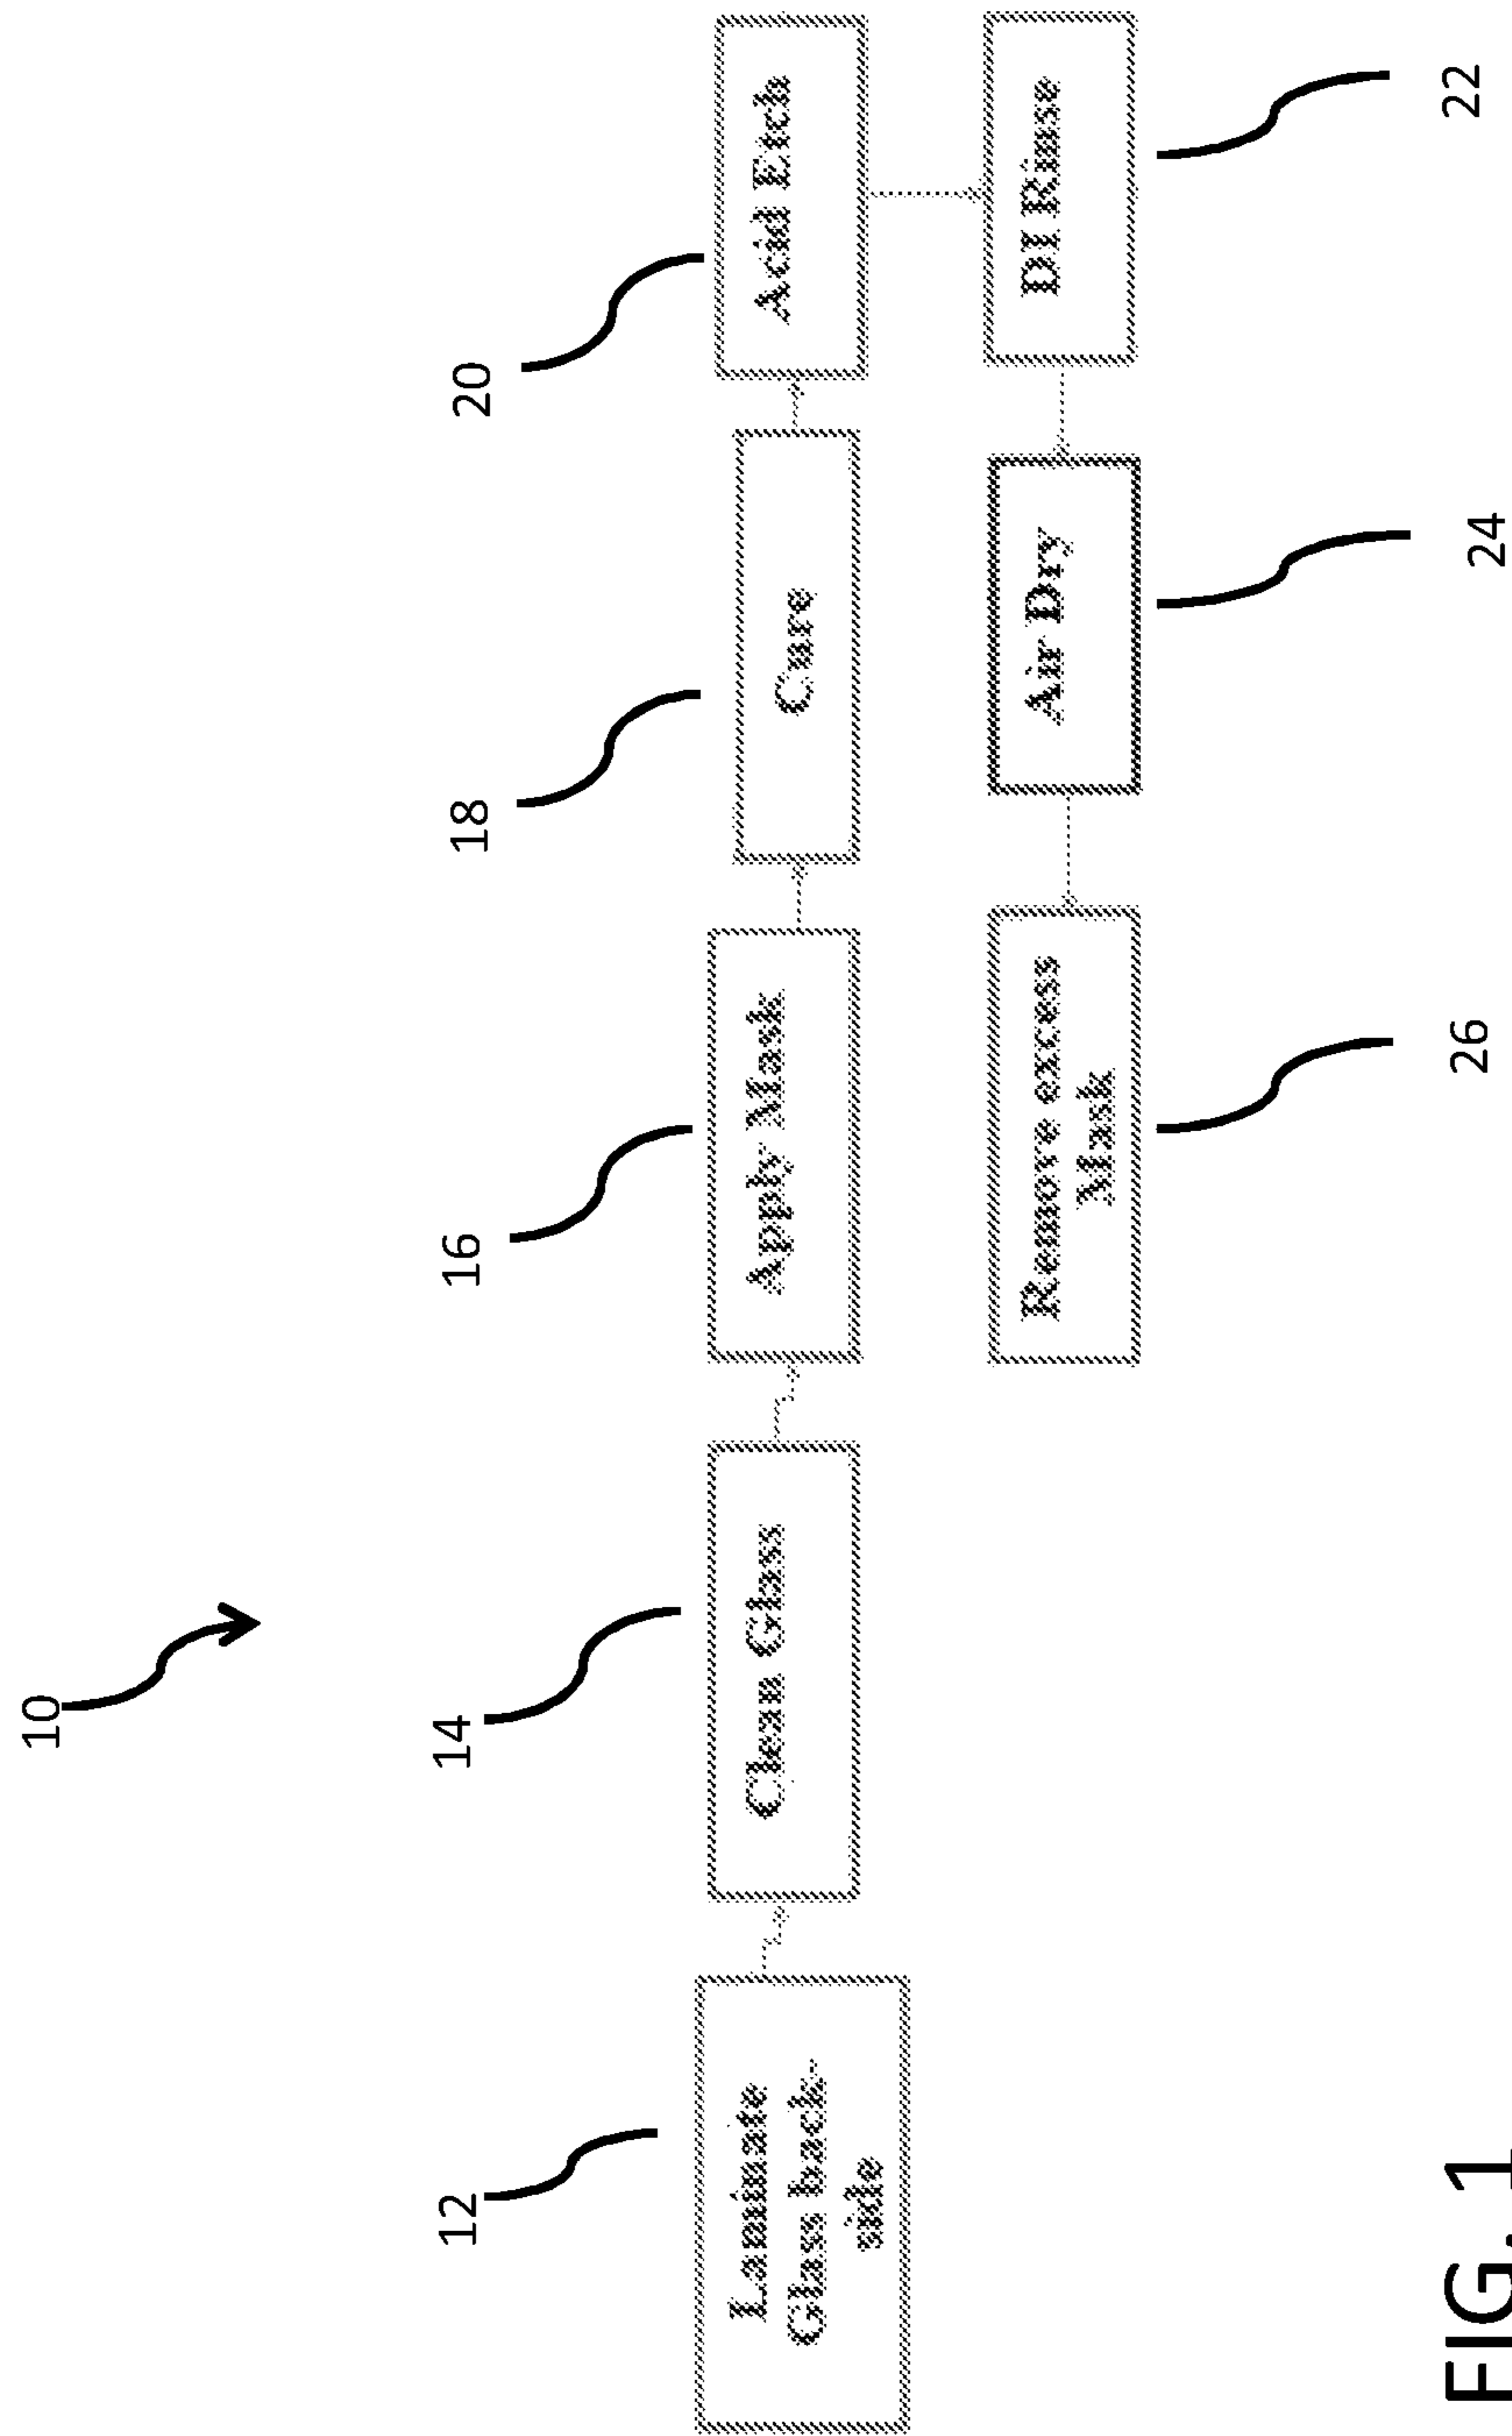 10
12
14
16
18
20
Laminate
Glass back-
side
Clean Glass
Apply Mask
Cure
Acid Etch
Remove excess
Mask
Air Dry
DI Rinse
26
24
22
FIG. 1